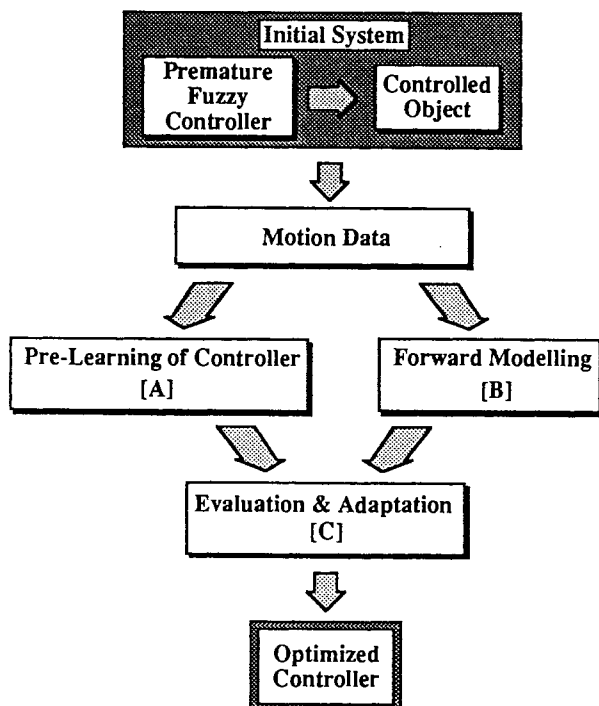 Initial System
Premature
Fuzzy
Controller
Controlled
Object
Motion Data
Pre-Learning of Controller
[A]
Forward Modelling
[B]
Evaluation & Adaptation
[C]
Optimized
Controller